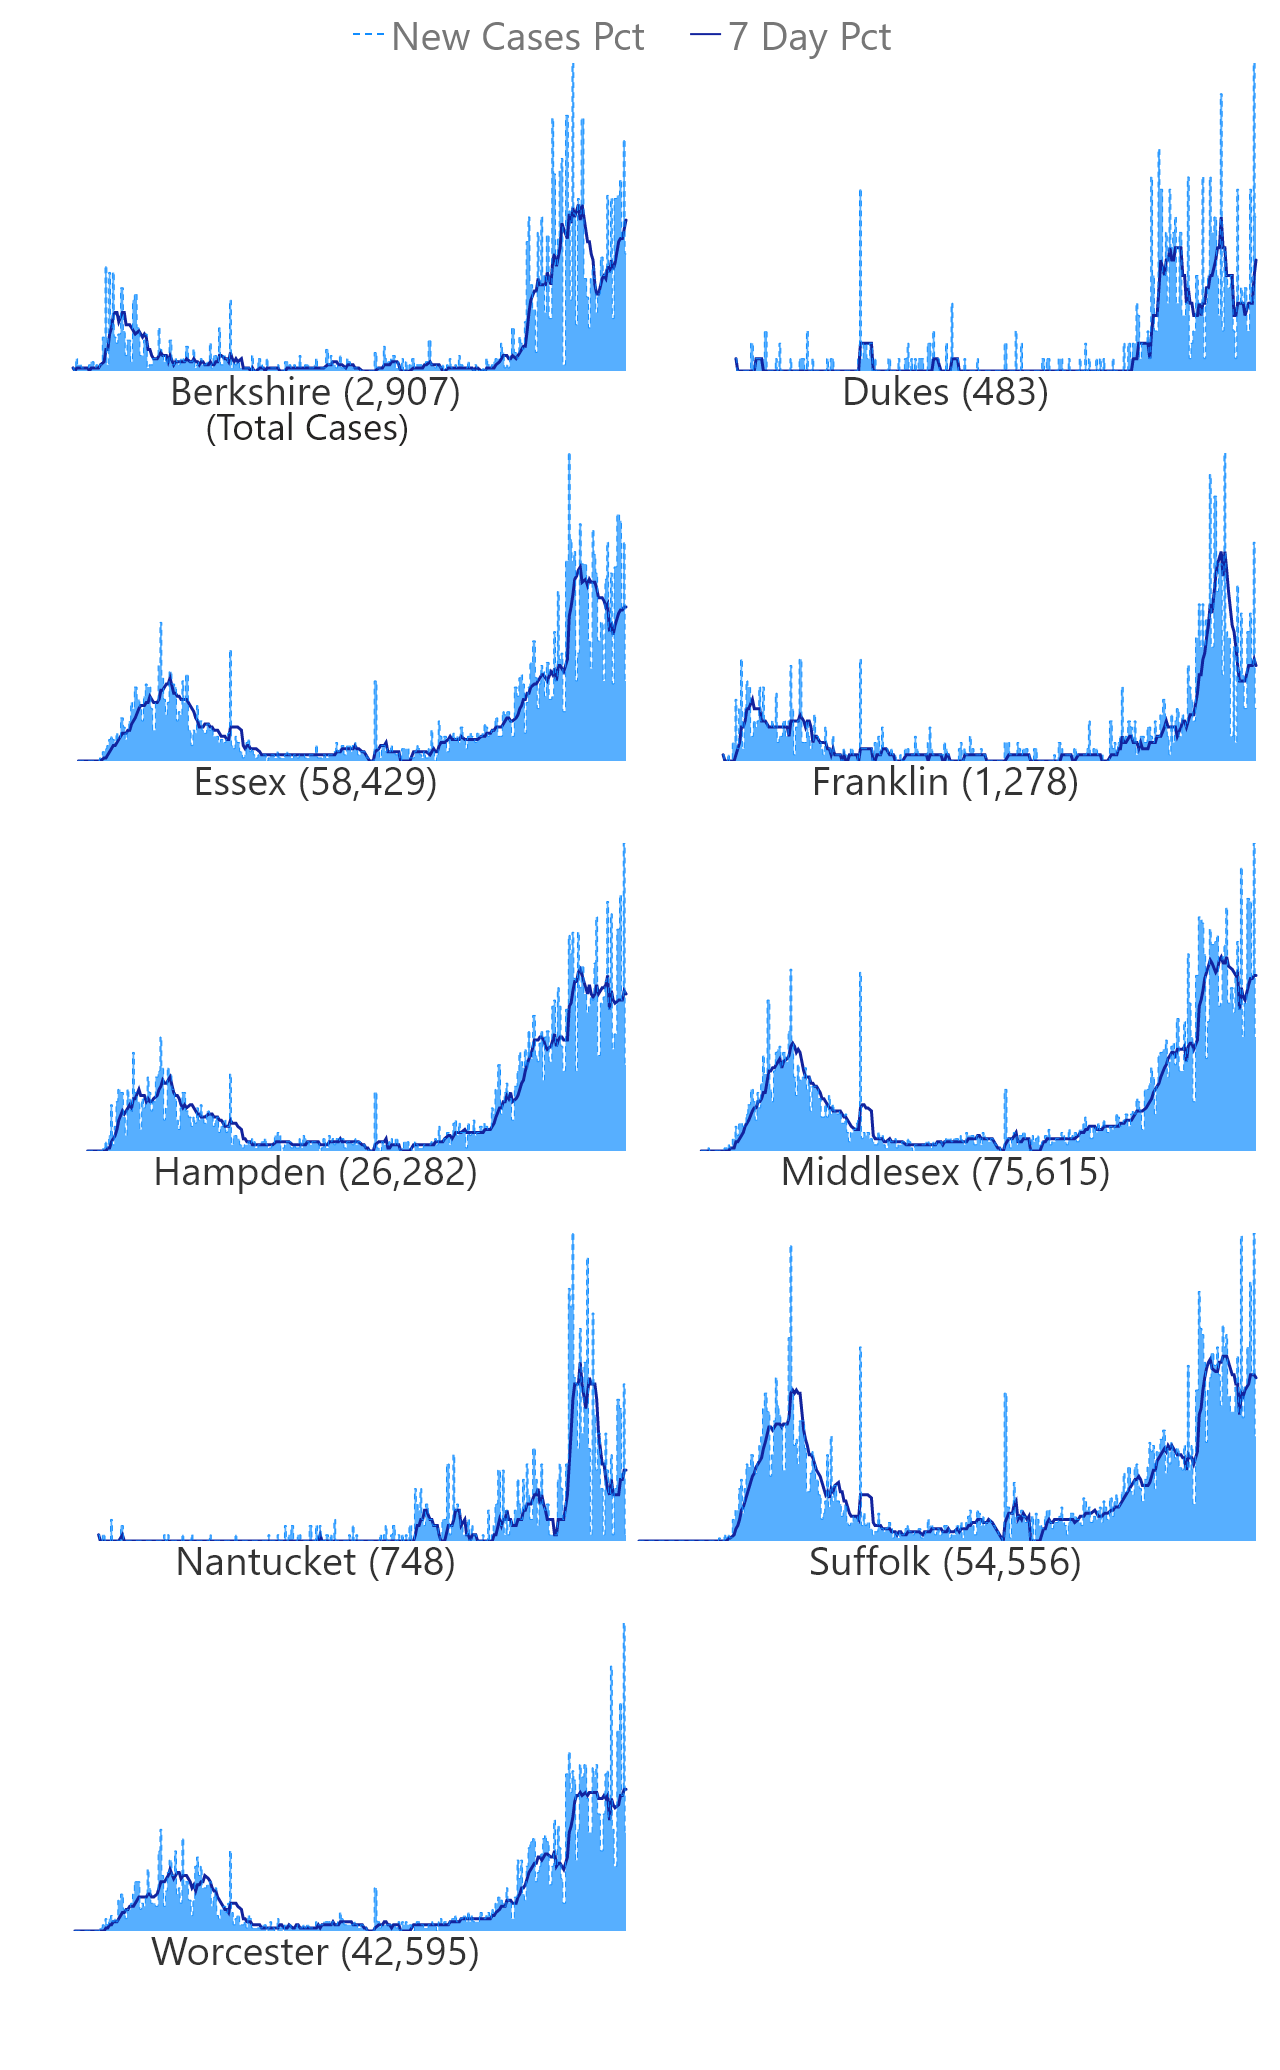 New Cases Pct 7 Day Pct
Berkshire (2,907) Dukes (483)
(Total Cases)
Essex (58,429) Franklin (1,278)
Hampden (26,282) Middlesex (75,615)
Nantucket (748) Suffolk (54,556)
Worcester (42,595)